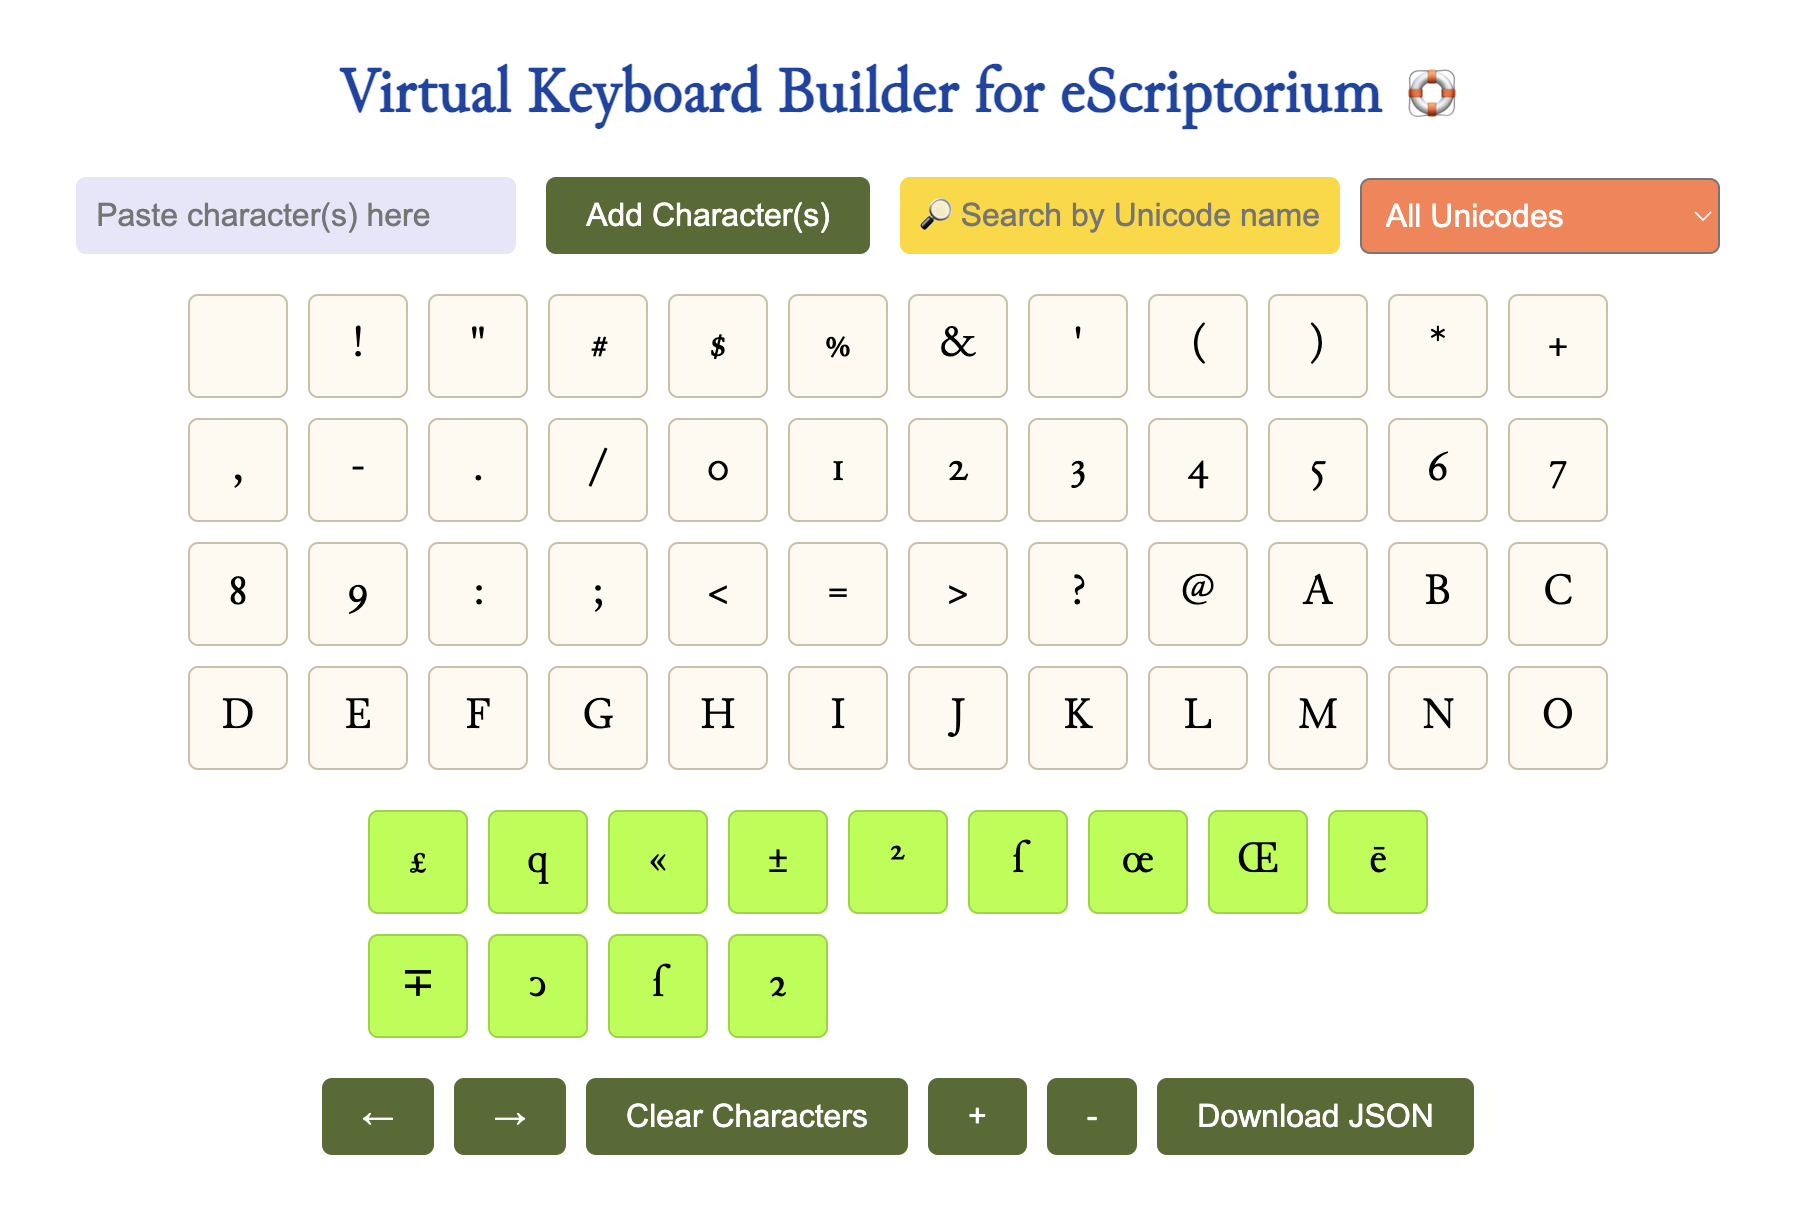 Virtual Keyboard Builder for eScriptorium 🛟
Paste character(s) here Add Character(s) 🔎 Search by Unicode name All Unicodes
! " # $ % & ' ( ) * +
, - . / 0 1 2 3 4 5 6 7
8 9 : ; < = > ? @ A B C
D E F G H I J K L M N O
£ q « ± ² ſ œ Œ ē
∓ ɔ ſ 2
← → Clear Characters + - Download JSON